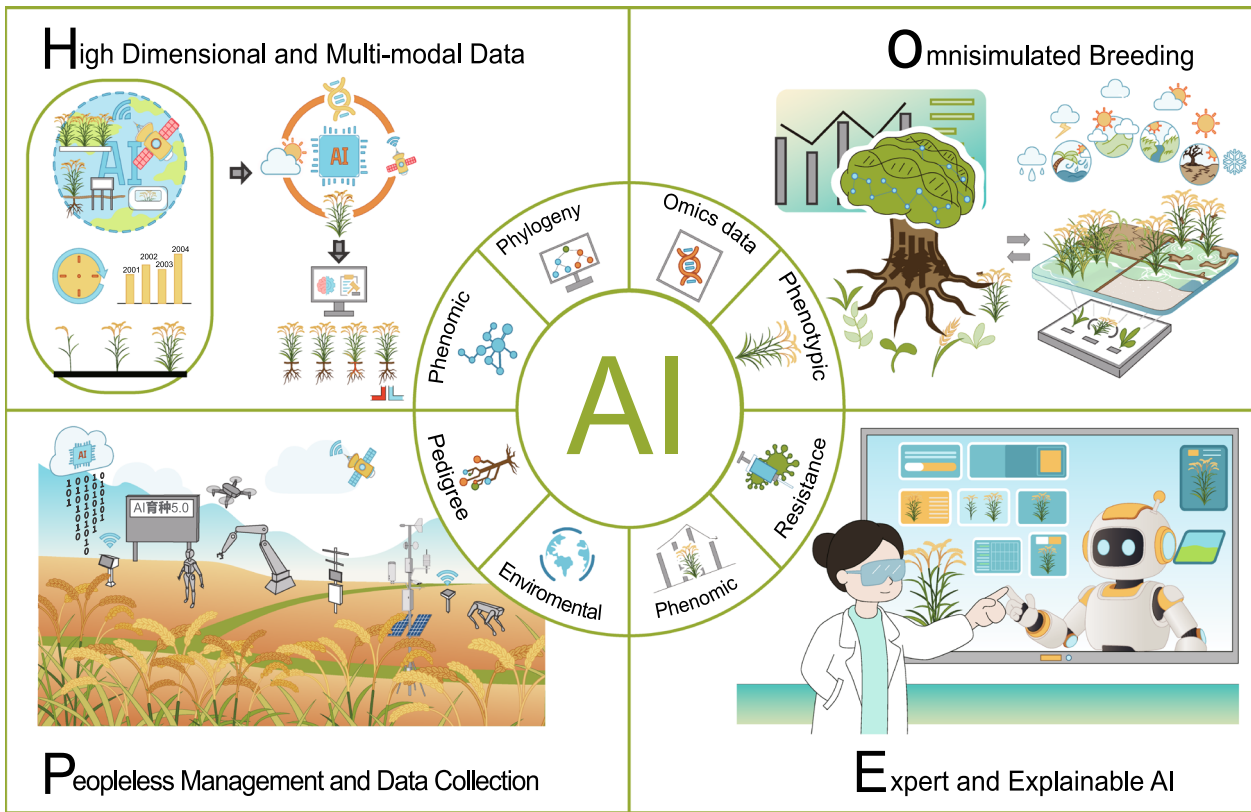 High Dimensional and Multi-modal Data
AI
AI
2001
2002
2003
2004
Omnisimulated Breeding
Phylogeny
Omics data
Phenomic
Phenotypic
AI
Pedigree
Resistance
Enviromental
Phenomic
AI
AI育种5.0
Peopleless Management and Data Collection
Expert and Explainable AI